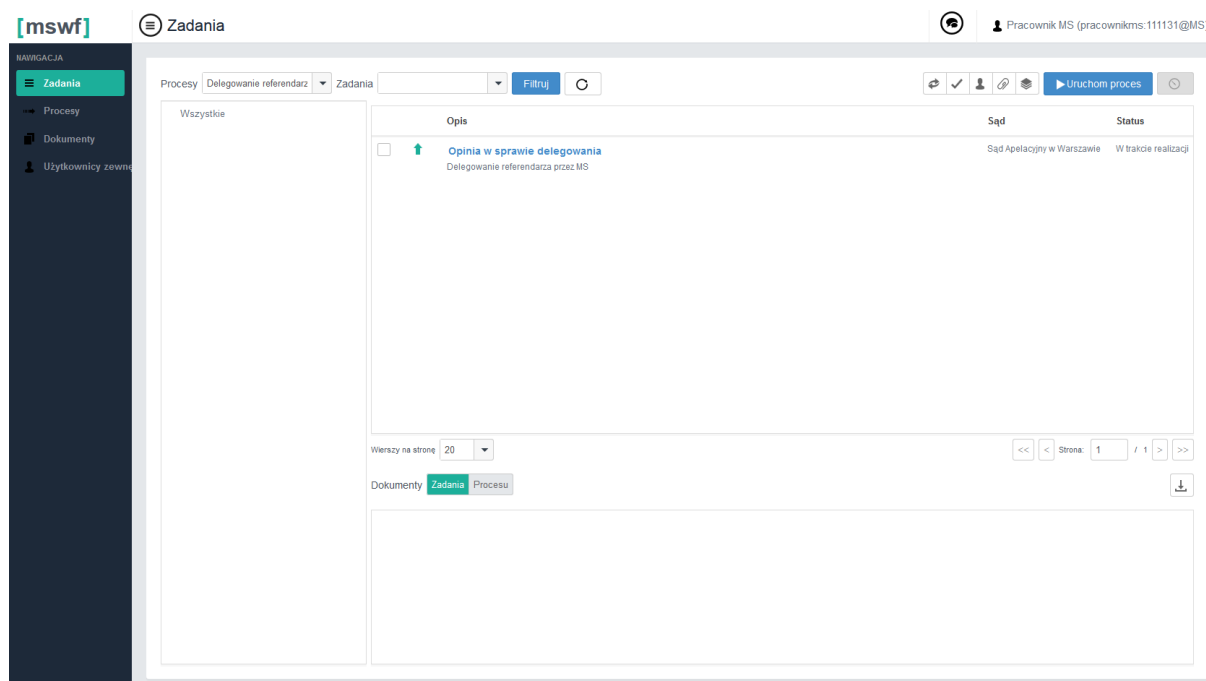 [mswf]
Zadania
Pracownik MS (pracownikms:111131@MS)
NAWIGACJA
Zadania
Procesy
Dokumenty
Użytkownicy zewnę
Procesy Delegowanie referendarz Zadania Filtruj Uruchom proces
Wszystkie
Opis Sąd Status
Opinia w sprawie delegowania Sąd Apelacyjny w Warszawie W trakcie realizacji
Delegowanie referendarza przez MS
Wierszy na stronę 20 << < Strona: 1 / 1 > >>
Dokumenty Zadania Procesu